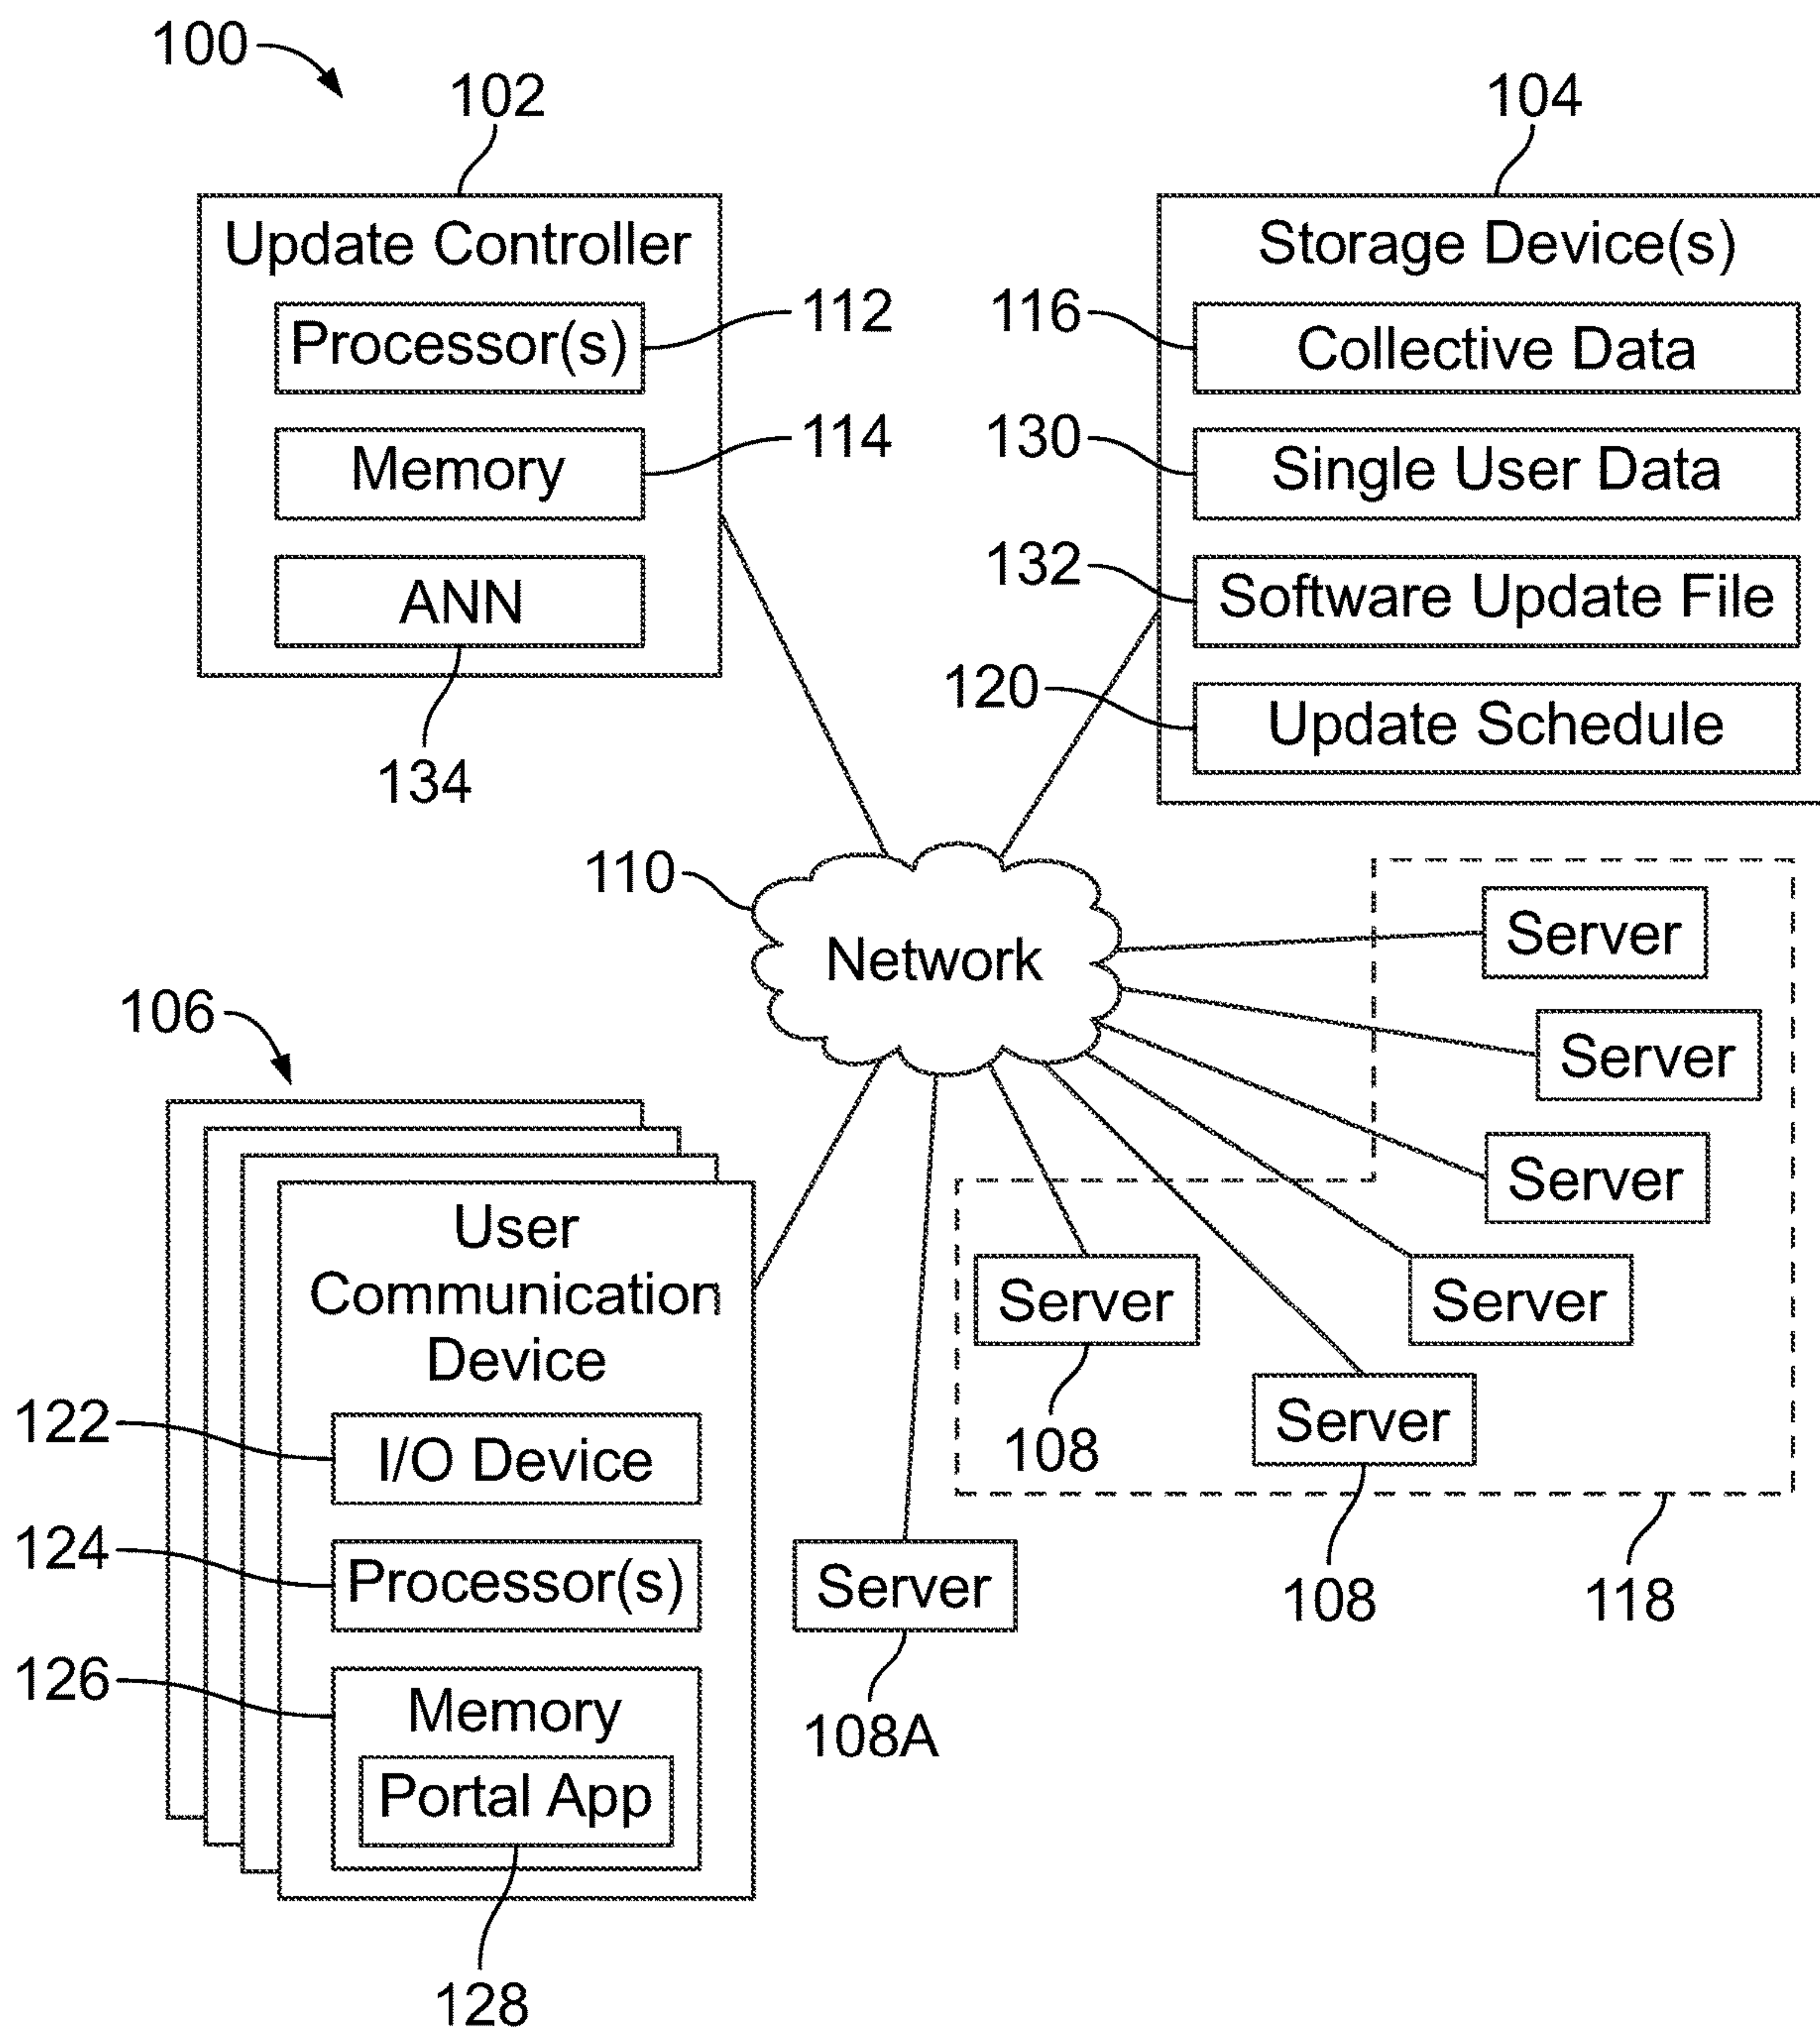 100
102
104
Update Controller
Storage Device(s)
Processor(s)
112
116
Collective Data
Memory
114
130
Single User Data
ANN
132
Software Update File
134
120
Update Schedule
110
Network
Server
Server
Server
Server
Server
108
Server
108
118
Server
108A
106
User
Communication
Device
122
I/O Device
124
Processor(s)
126
Memory
Portal App
128